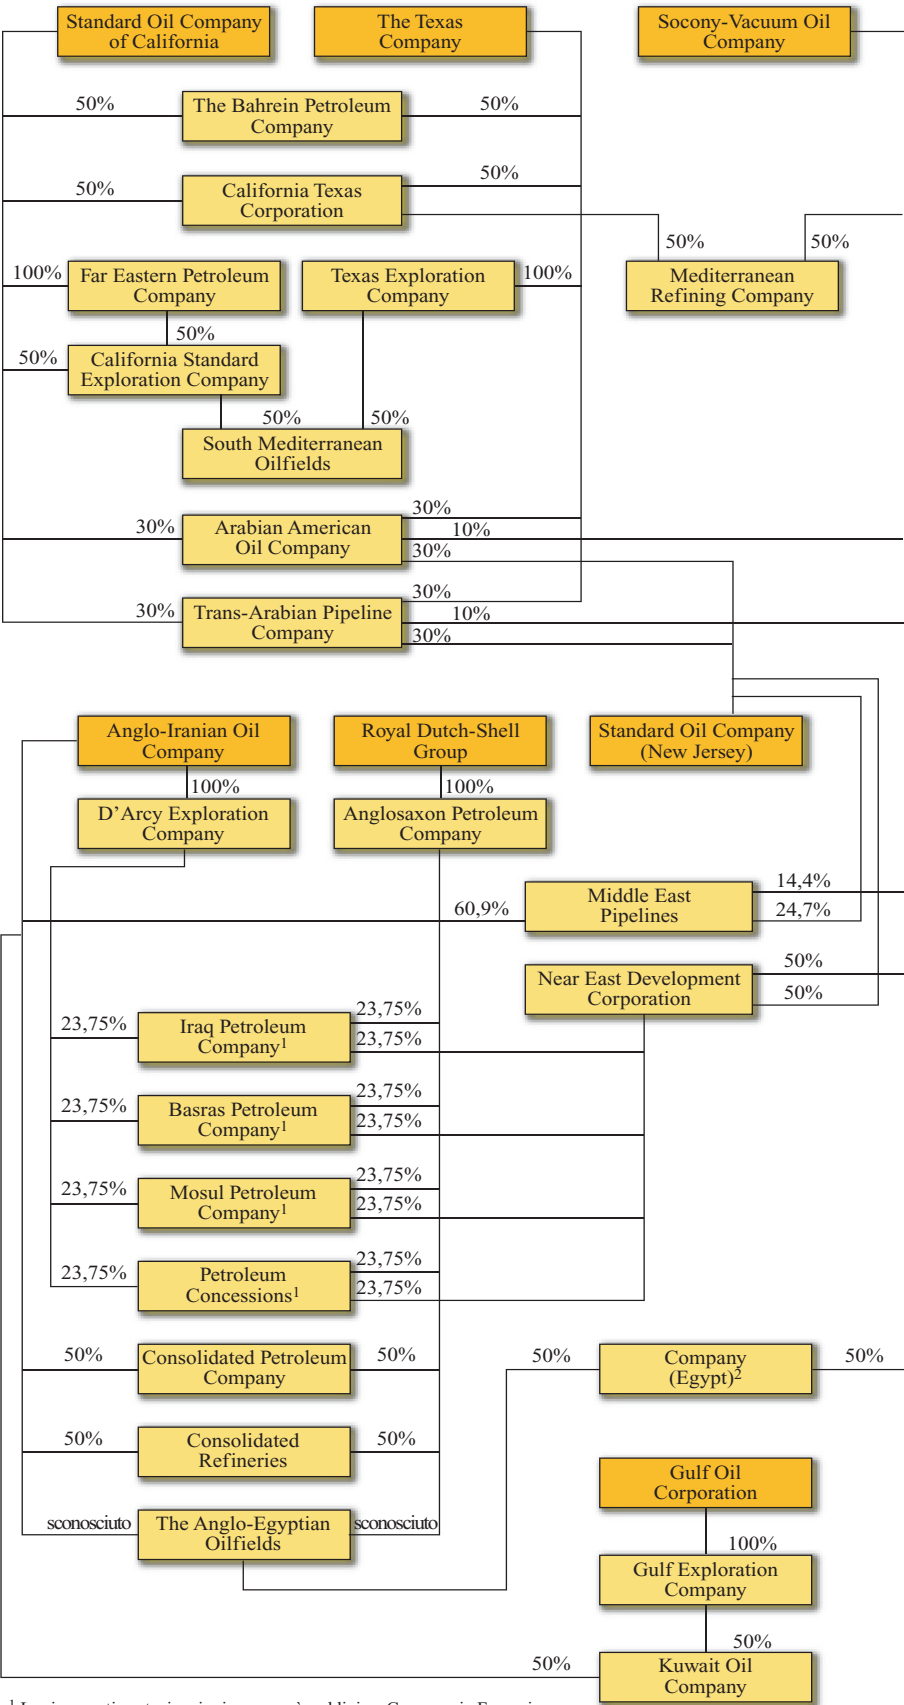 Standard Oil Company
of California
The Texas
Company
Socony-Vacuum Oil
Company
50%
The Bahrein Petroleum
Company
50%
50%
California Texas
Corporation
50%
50%
50%
Mediterranean
Refining Company
100%
Far Eastern Petroleum
Company
Texas Exploration
Company
100%
50%
50%
California Standard
Exploration Company
50%
50%
South Mediterranean
Oilfields
30%
Arabian American
Oil Company
30%
10%
30%
30%
Trans-Arabian Pipeline
Company
30%
10%
30%
Anglo-Iranian Oil
Company
Royal Dutch-Shell
Group
Standard Oil Company
(New Jersey)
100%
100%
D'Arcy Exploration
Company
Anglosaxon Petroleum
Company
60,9%
Middle East
Pipelines
14,4%
24,7%
Near East Development
Corporation
50%
50%
23,75%
Iraq Petroleum
Company1
23,75%
23,75%
23,75%
Basras Petroleum
Company1
23,75%
23,75%
23,75%
Mosul Petroleum
Company1
23,75%
23,75%
23,75%
Petroleum
Concessions1
23,75%
23,75%
50%
Consolidated Petroleum
Company
50%
50%
Company
(Egypt)2
50%
50%
Consolidated
Refineries
50%
Gulf Oil
Corporation
sconosciuto
The Anglo-Egyptian
Oilfields
sconosciuto
100%
Gulf Exploration
Company
50%
50%
Kuwait Oil
Company